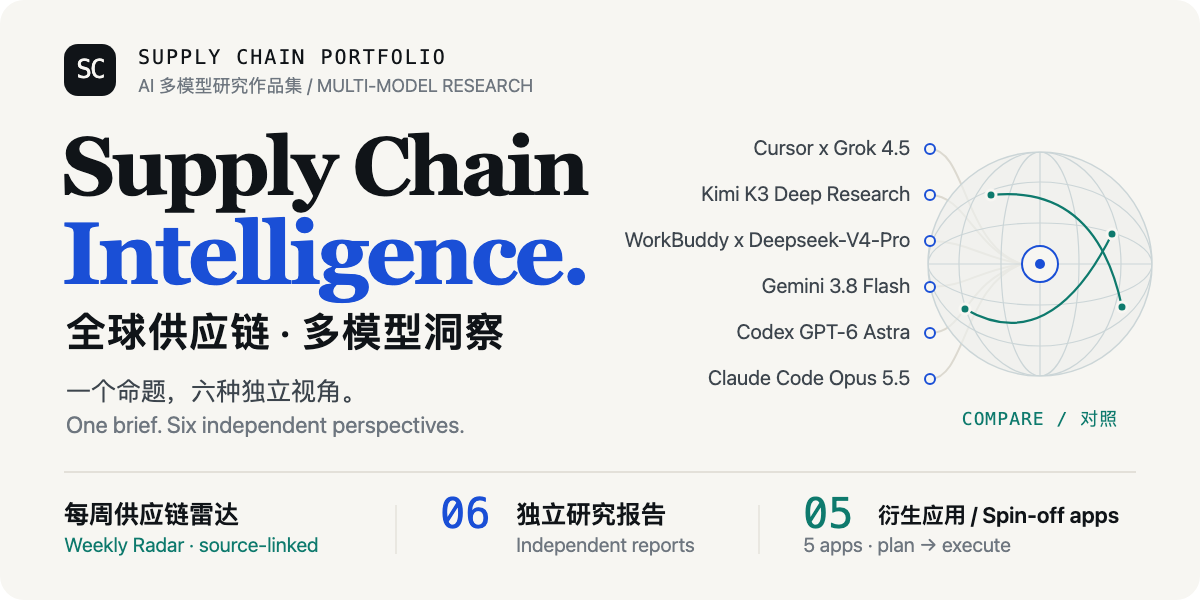 SC
SUPPLY CHAIN PORTFOLIO
AI 多模型研究作品集 / MULTI-MODEL RESEARCH
Supply Chain
Intelligence.
全球供应链 · 多模型洞察
一个命题，六种独立视角。
One brief. Six independent perspectives.
Cursor x Grok 4.5
Kimi K3 Deep Research
WorkBuddy x Deepseek-V4-Pro
Gemini 3.8 Flash
Codex GPT-6 Astra
Claude Code Opus 5.5
COMPARE / 对照
每周供应链雷达
Weekly Radar · source-linked
06 独立研究报告
Independent reports
05 衍生应用 / Spin-off apps
5 apps · plan → execute